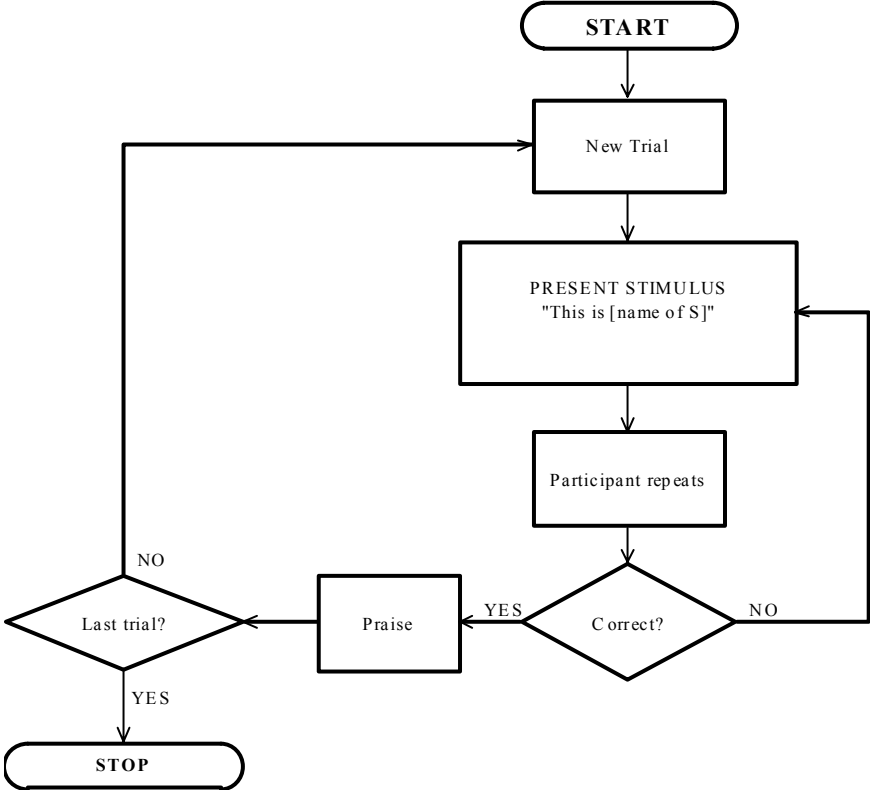 START
New Trial
PRESENT STIMULUS
"This is [name of S]"
Participant repeats
NO
Last trial?
Praise
YES
Correct?
NO
YES
STOP